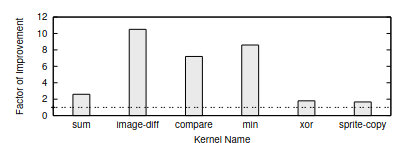 12
10
8
6
4
2
0
Factor of Improvement
sum image-diff compare min xor sprite-copy
Kernel Name